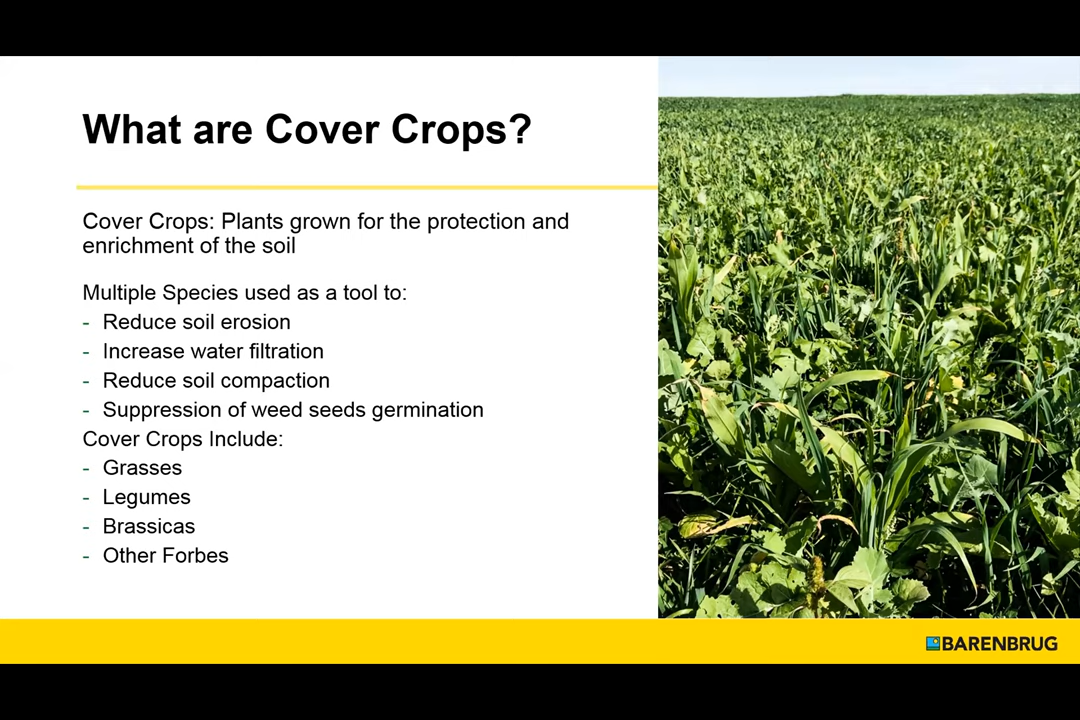 What are Cover Crops?
Cover Crops: Plants grown for the protection and
enrichment of the soil
Multiple Species used as a tool to:
- Reduce soil erosion
- Increase water filtration
- Reduce soil compaction
- Suppression of weed seeds germination
Cover Crops Include:
- Grasses
- Legumes
- Brassicas
- Other Forbes
BARENBRUG